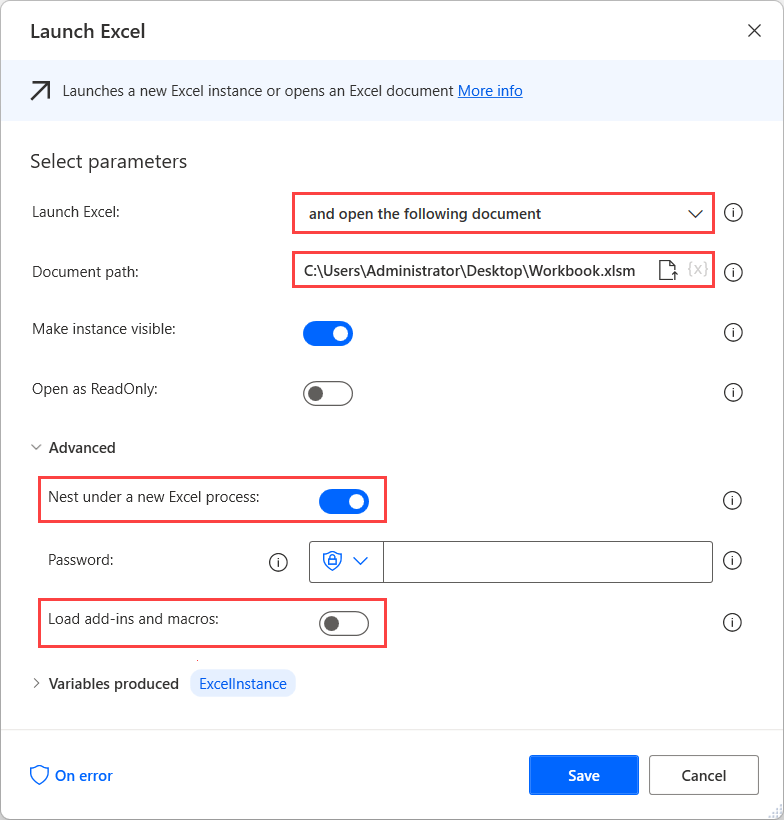 Launch Excel
Launches a new Excel instance or opens an Excel document More info
Select parameters
Launch Excel:
and open the following document
Document path:
C:\Users\Administrator\Desktop\Workbook.xlsm {x}
Make instance visible:
Open as ReadOnly:
Advanced
Nest under a new Excel process:
Password:
Load add-ins and macros:
Variables produced ExcelInstance
On error
Save
Cancel